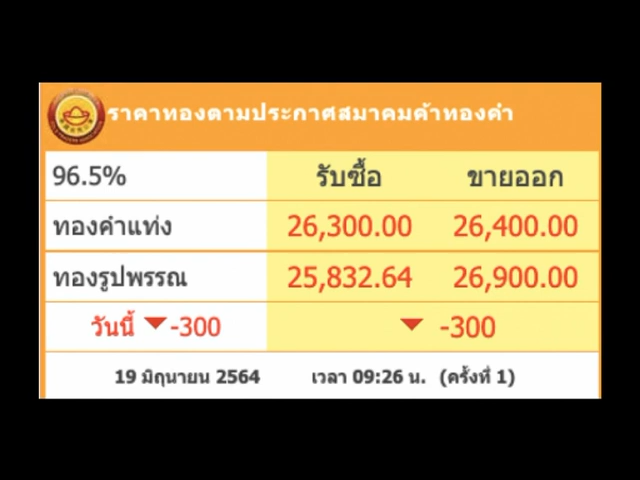 ราคาทองตามประกาศสมาคมค้าทองคำ
96.5% รับซื้อ ขายออก
ทองคำแท่ง 26,300.00 26,400.00
ทองรูปพรรณ 25,832.64 26,900.00
วันนี้ -300 -300
19 มิถุนายน 2564 เวลา 09:26 น. (ครั้งที่ 1)